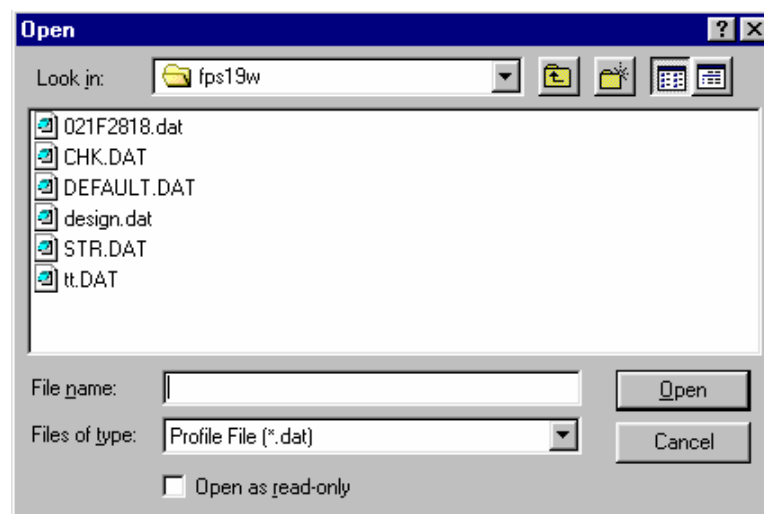 Open
Look in: fps19w
021F2818.dat
CHK.DAT
DEFAULT.DAT
design.dat
STR.DAT
tt.DAT
File name: Open
Files of type: Profile File (*.dat) Cancel
Open as read-only